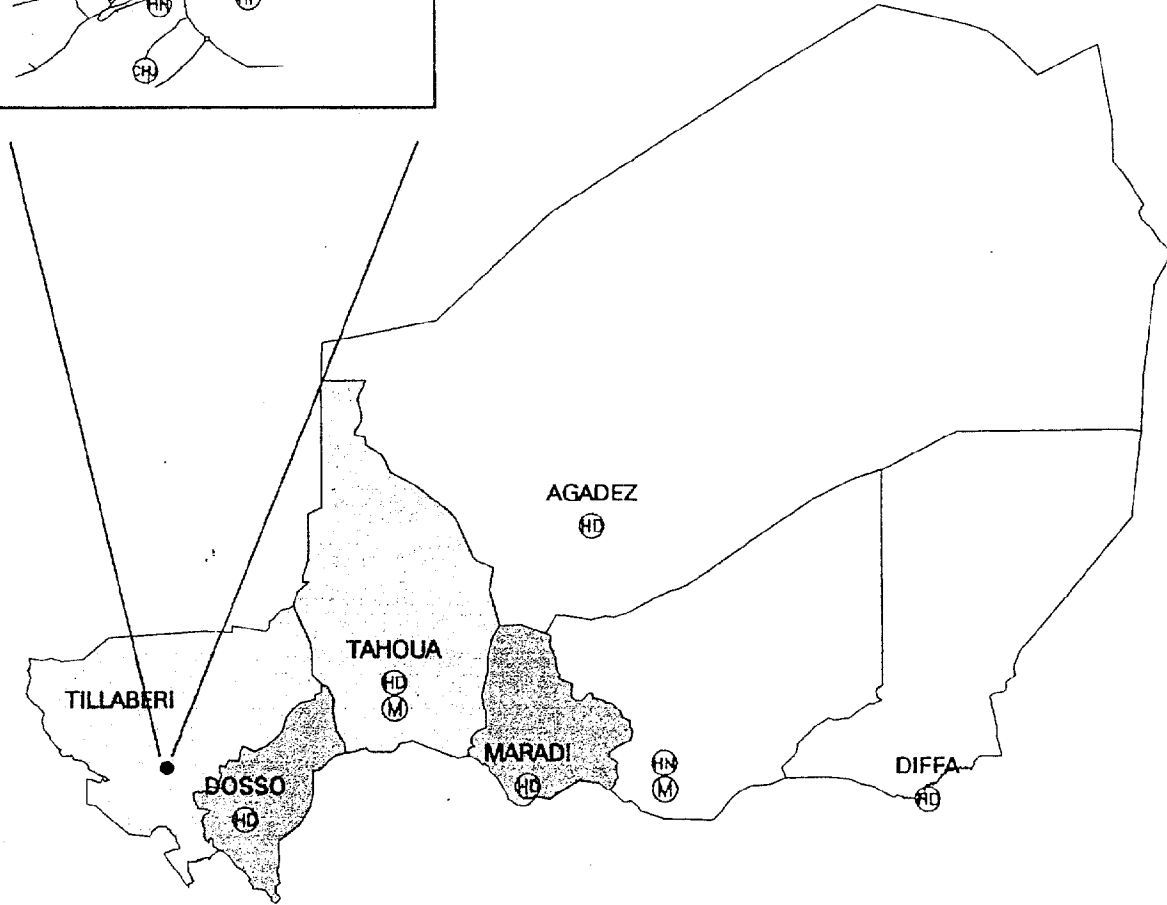 HN
CHU
AGADEZ
HD
TAHOUA
HD
M
TILLABERI
MARADI
HD
HN
M
DIFFA
HD
DOSSO
HD